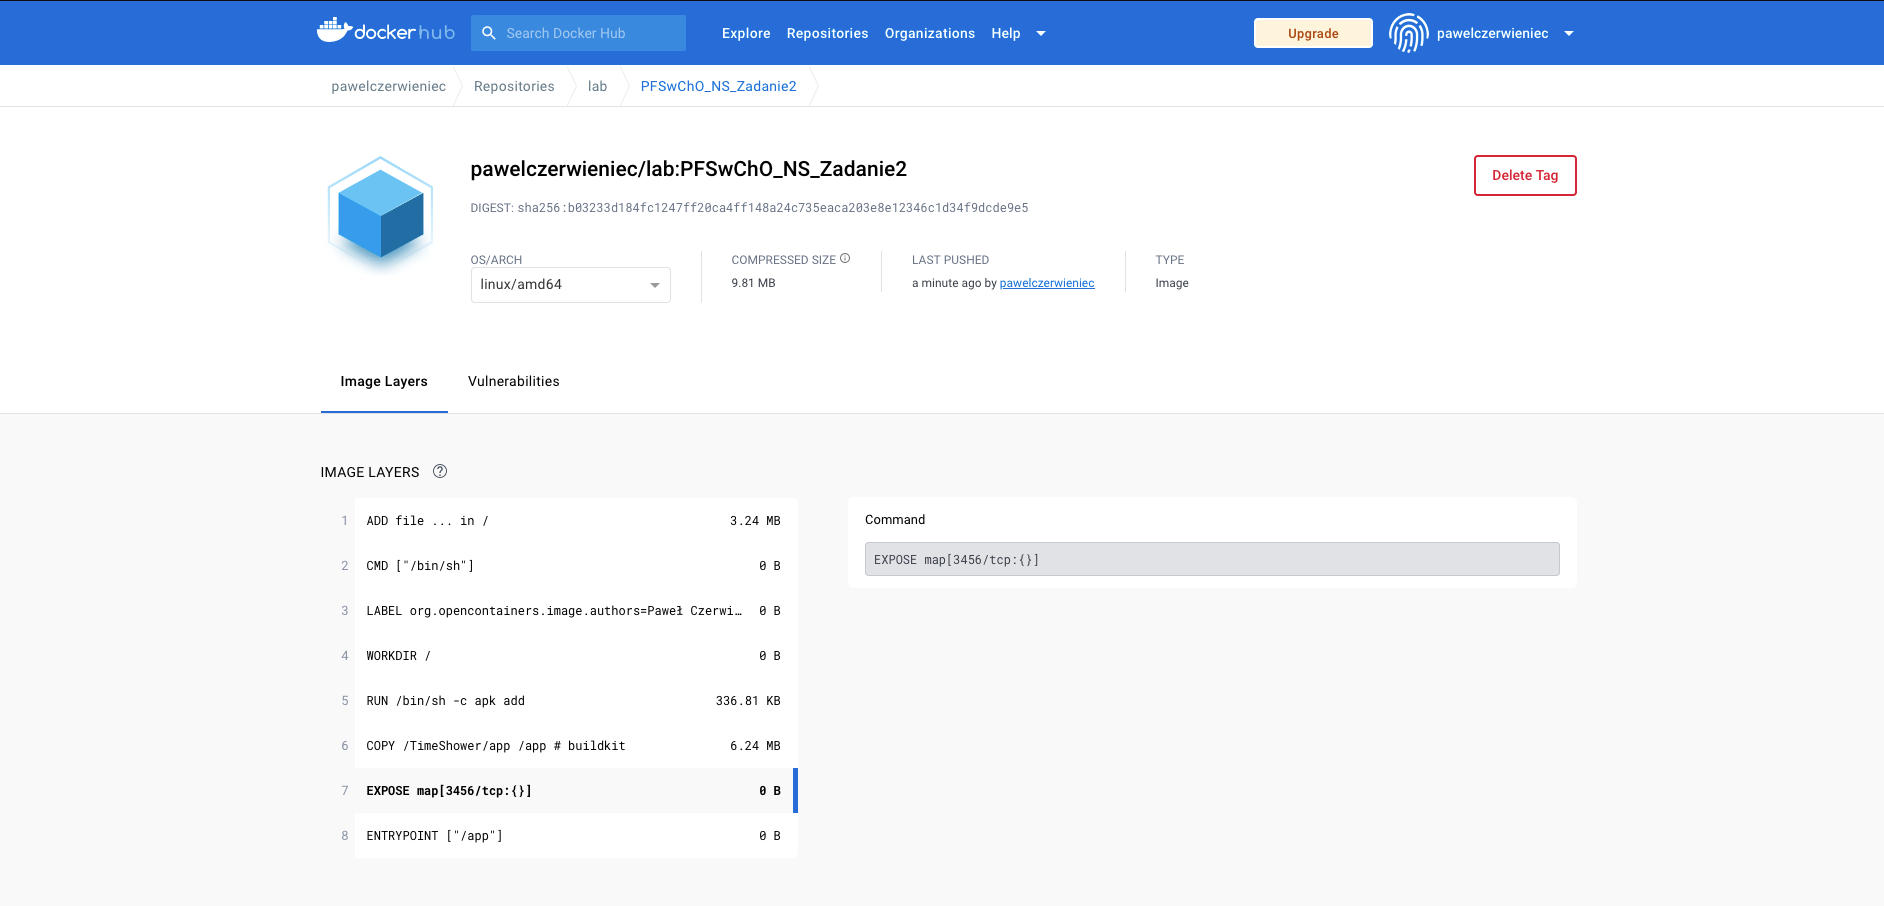 docker hub Search Docker Hub Explore Repositories Organizations Help Upgrade pawelczerwieniec
pawelczerwieniec Repositories lab PFSwChO_NS_Zadanie2
pawelczerwieniec/lab:PFSwChO_NS_Zadanie2
Delete Tag
DIGEST: sha256:b03233d184fc1247ff20ca4ff148a24c735eaca203e8e12346c1d34f9dcde9e5
OS/ARCH
linux/amd64
COMPRESSED SIZE
9.81 MB
LAST PUSHED
a minute ago by pawelczerwieniec
TYPE
Image
Image Layers Vulnerabilities
IMAGE LAYERS
1 ADD file ... in / 3.24 MB
2 CMD ["/bin/sh"] 0 B
3 LABEL org.opencontainers.image.authors=Paweł Czerwi… 0 B
4 WORKDIR / 0 B
5 RUN /bin/sh -c apk add 336.81 KB
6 COPY /TimeShower/app /app # buildkit 6.24 MB
7 EXPOSE map[3456/tcp:{}] 0 B
8 ENTRYPOINT ["/app"] 0 B
Command
EXPOSE map[3456/tcp:{}]